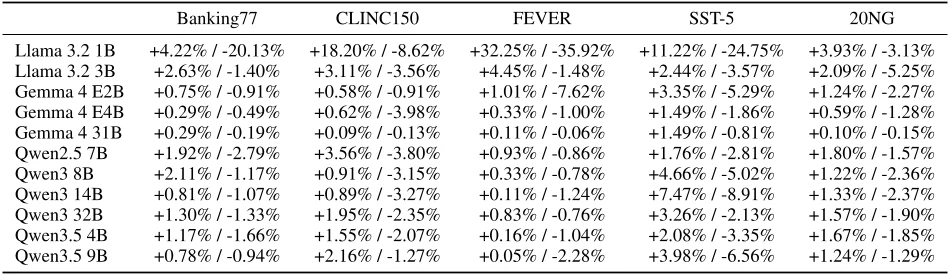 Banking77 CLINC150 FEVER SST-5 20NG
Llama 3.2 1B +4.22% / -20.13% +18.20% / -8.62% +32.25% / -35.92% +11.22% / -24.75% +3.93% / -3.13%
Llama 3.2 3B +2.63% / -1.40% +3.11% / -3.56% +4.45% / -1.48% +2.44% / -3.57% +2.09% / -5.25%
Gemma 4 E2B +0.75% / -0.91% +0.58% / -0.91% +1.01% / -7.62% +3.35% / -5.29% +1.24% / -2.27%
Gemma 4 E4B +0.29% / -0.49% +0.62% / -3.98% +0.33% / -1.00% +1.49% / -1.86% +0.59% / -1.28%
Gemma 4 31B +0.29% / -0.19% +0.09% / -0.13% +0.11% / -0.06% +1.49% / -0.81% +0.10% / -0.15%
Qwen2.5 7B +1.92% / -2.79% +3.56% / -3.80% +0.93% / -0.86% +1.76% / -2.81% +1.80% / -1.57%
Qwen3 8B +2.11% / -1.17% +0.91% / -3.15% +0.33% / -0.78% +4.66% / -5.02% +1.22% / -2.36%
Qwen3 14B +0.81% / -1.07% +0.89% / -3.27% +0.11% / -1.24% +7.47% / -8.91% +1.33% / -2.37%
Qwen3 32B +1.30% / -1.33% +1.95% / -2.35% +0.83% / -0.76% +3.26% / -2.13% +1.57% / -1.90%
Qwen3.5 4B +1.17% / -1.66% +1.55% / -2.07% +0.16% / -1.04% +2.08% / -3.35% +1.67% / -1.85%
Qwen3.5 9B +0.78% / -0.94% +2.16% / -1.27% +0.05% / -2.28% +3.98% / -6.56% +1.24% / -1.29%